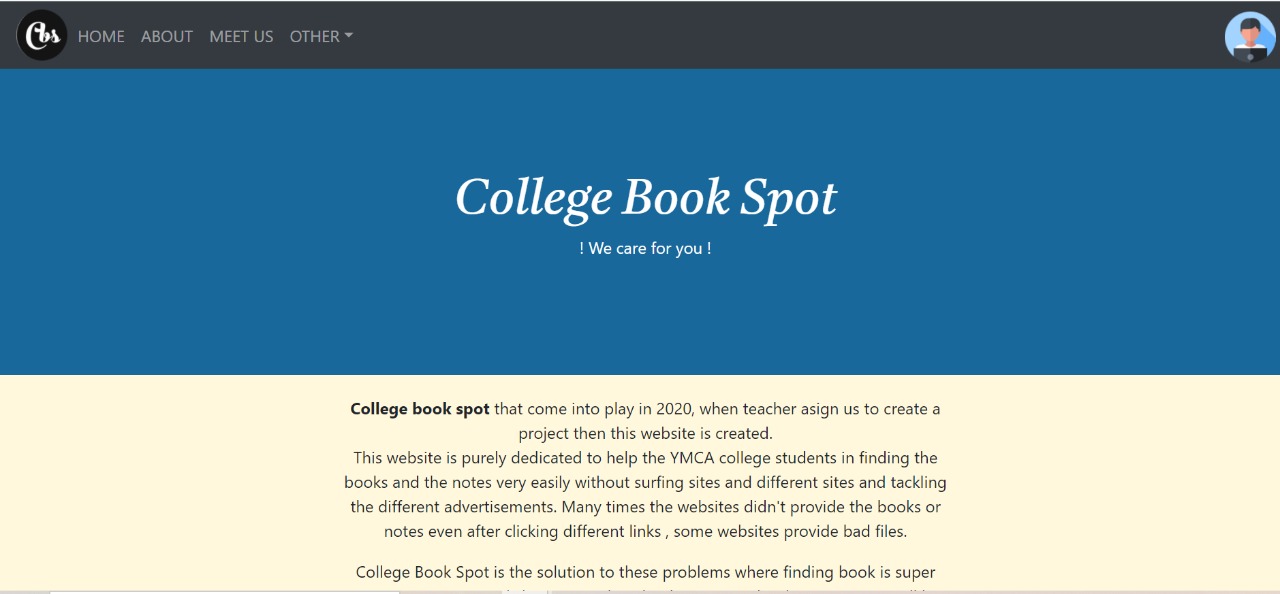 Cbs HOME ABOUT MEET US OTHER
College Book Spot
! We care for you !
College book spot that come into play in 2020, when teacher asign us to create a
project then this website is created.
This website is purely dedicated to help the YMCA college students in finding the
books and the notes very easily without surfing sites and different sites and tackling
the different advertisements. Many times the websites didn't provide the books or
notes even after clicking different links , some websites provide bad files.
College Book Spot is the solution to these problems where finding book is super